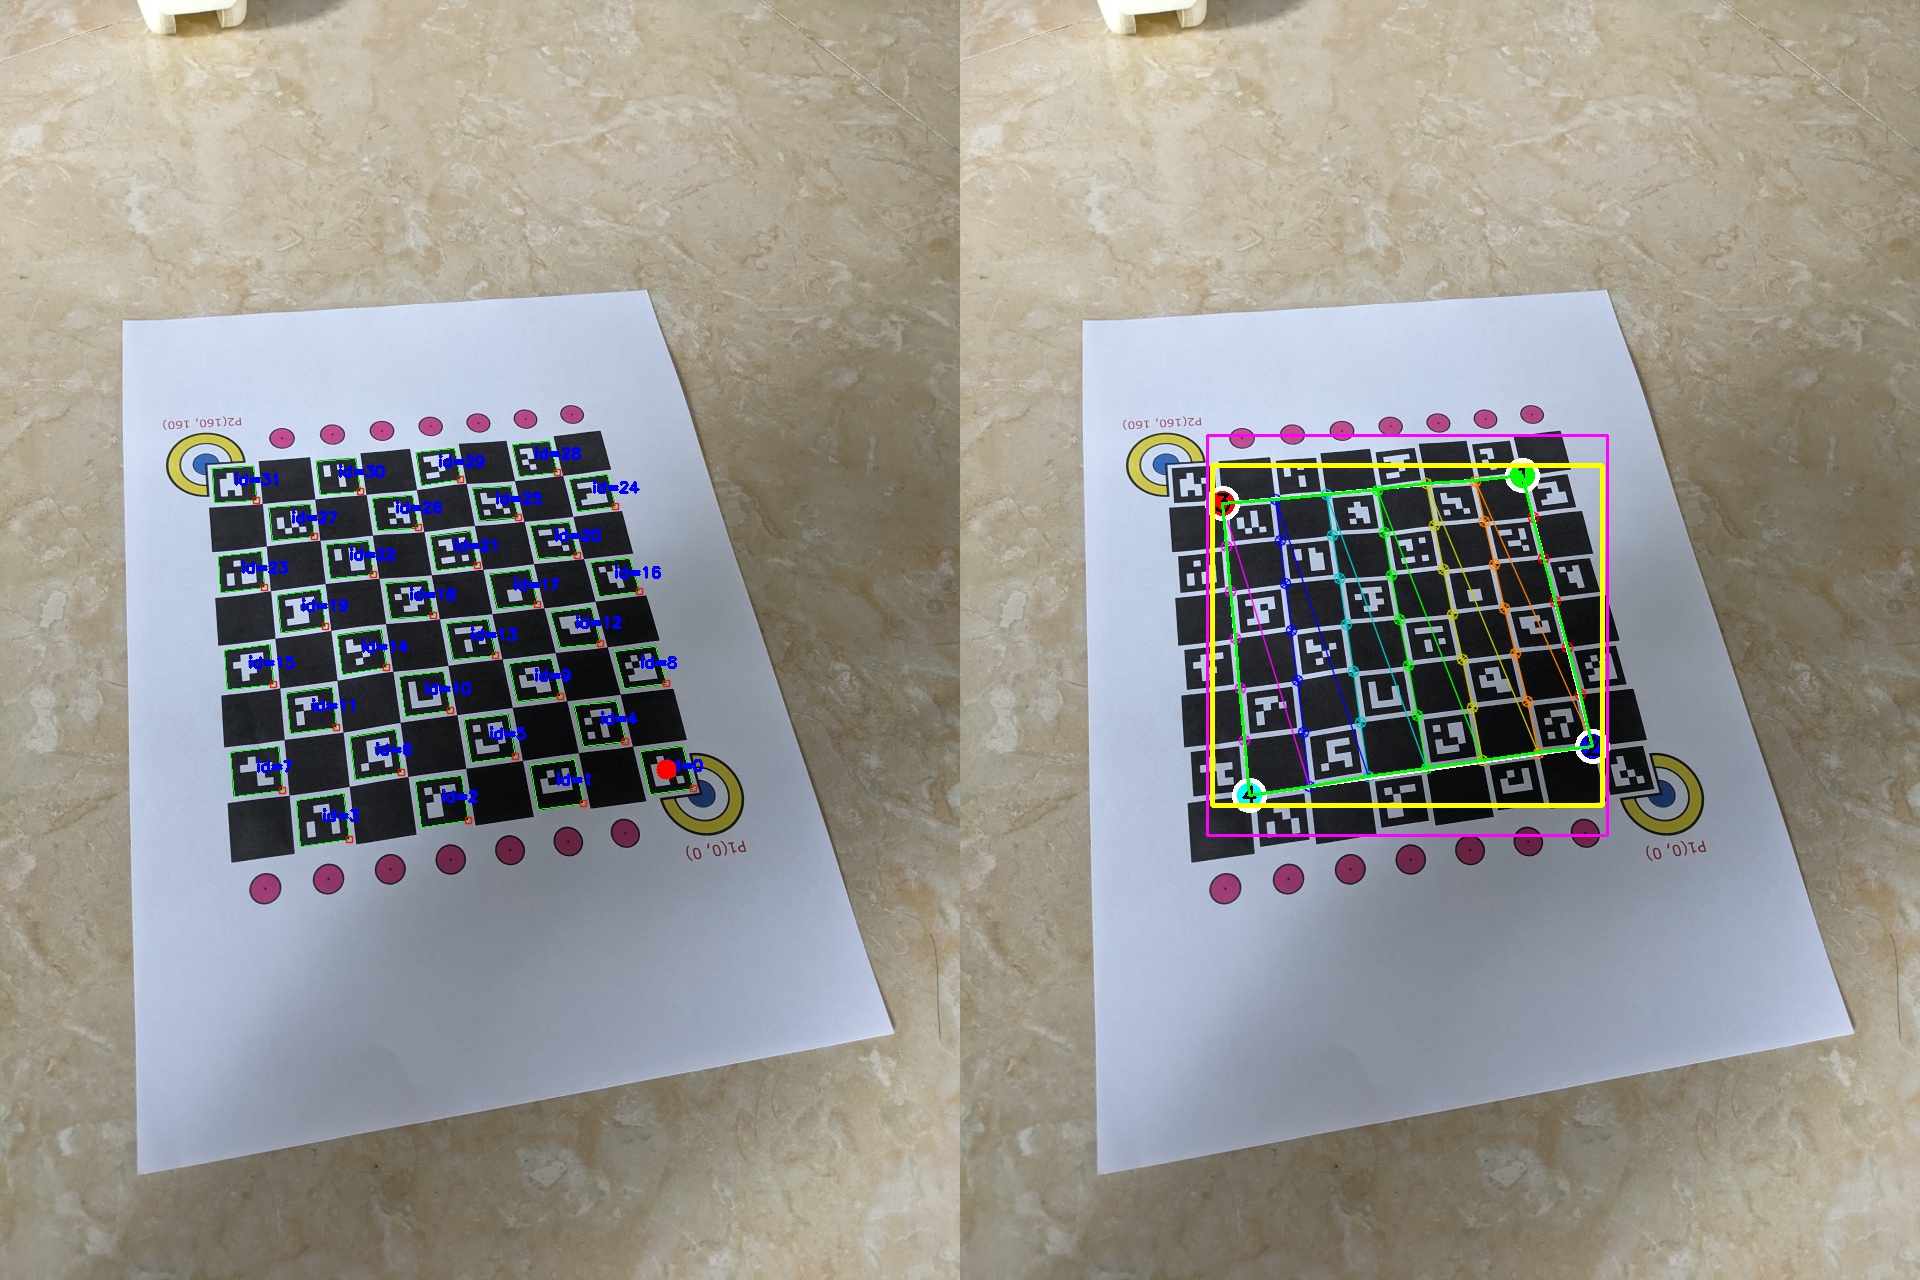 P2(160, 160)
id=31
id=30
id=29
id=28
id=27
id=26
id=25
id=24
id=23
id=22
id=21
id=20
id=19
id=18
id=17
id=16
id=15
id=14
id=13
id=12
id=11
id=10
id=9
id=8
id=7
id=6
id=5
id=4
id=3
id=2
id=1
id=0
P1(0, 0)
P2(160, 160)
3
1
4
P1(0, 0)